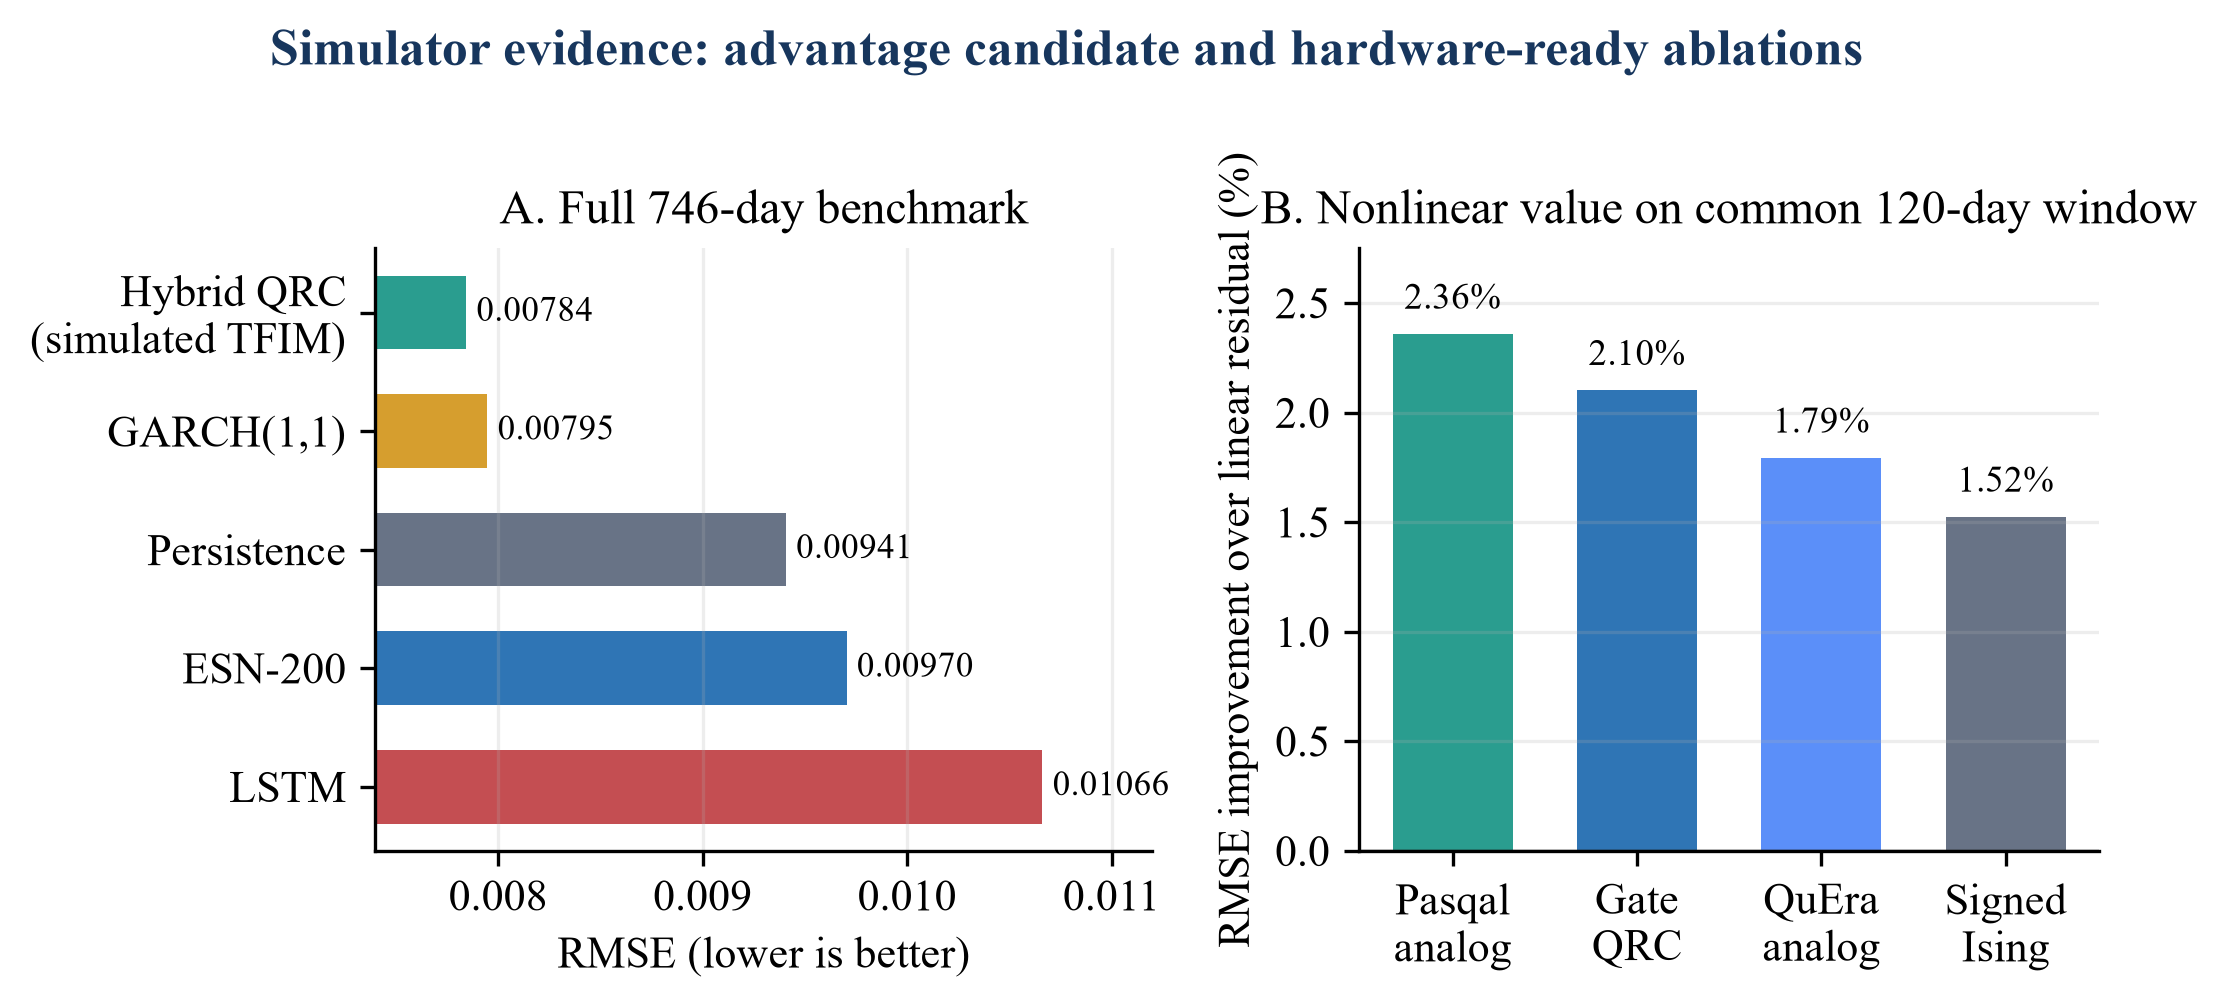 Simulator evidence: advantage candidate and hardware-ready ablations
A. Full 746-day benchmark
Hybrid QRC
(simulated TFIM)
GARCH(1,1)
Persistence
ESN-200
LSTM
0.00784
0.00795
0.00941
0.00970
0.01066
0.008
0.009
0.010
0.011
RMSE (lower is better)
B. Nonlinear value on common 120-day window
RMSE improvement over linear residual (%)
2.5
2.0
1.5
1.0
0.5
0.0
2.36%
2.10%
1.79%
1.52%
Pasqal
analog
Gate
QRC
QuEra
analog
Signed
Ising